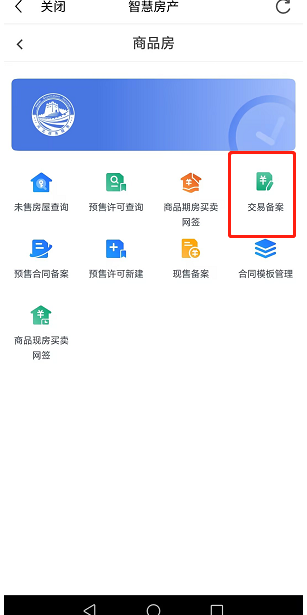 关闭 智慧房产
商品房
未售房屋查询 预售许可查询 商品期房买卖 交易备案
网签
预售合同备案 预售许可新建 现售备案 合同模板管理
商品现房买卖
网签